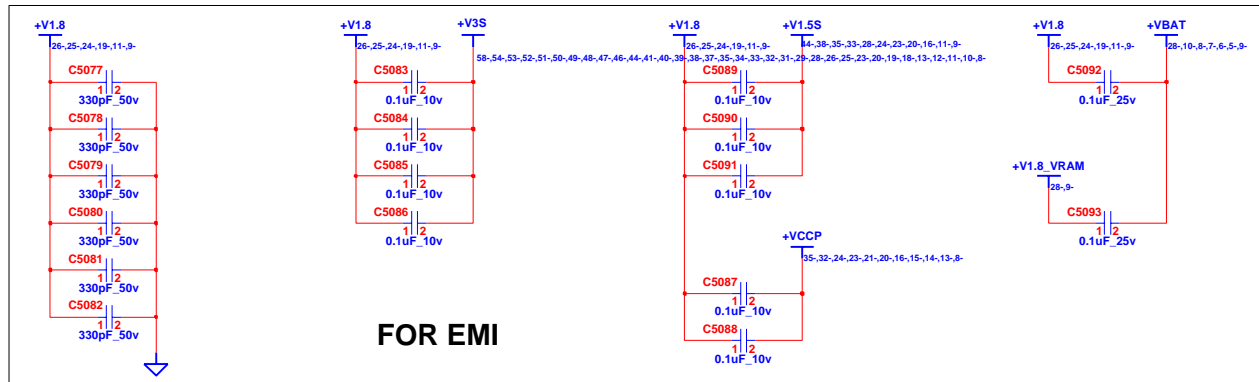 +V1.8
26-,25-,24-,19-,11-,9-
C5077
1 2
330pF_50v
C5078
1 2
330pF_50v
C5079
1 2
330pF_50v
C5080
1 2
330pF_50v
C5081
1 2
330pF_50v
C5082
1 2
330pF_50v
+V1.8
+V3S
26-,25-,24-,19-,11-,9-
58-,54-,53-,52-,51-,50-,49-,48-,47-,46-,44-,41-,40-,39-,38-,37-,35-,34-,33-,32-,31-,29-,28-,26-,25-,23-,20-,19-,18-,13-,12-,11-,10-,8-
C5083
1 2
0.1uF_10v
C5084
1 2
0.1uF_10v
C5085
1 2
0.1uF_10v
C5086
1 2
0.1uF_10v
FOR EMI
+V1.8
+V1.5S
26-,25-,24-,19-,11-,9-
44-,38-,35-,33-,28-,24-,23-,20-,16-,11-,9-
C5089
1 2
0.1uF_10v
C5090
1 2
0.1uF_10v
C5091
1 2
0.1uF_10v
+VCCP
35-,32-,24-,23-,21-,20-,16-,15-,14-,13-,8-
C5087
1 2
0.1uF_10v
C5088
1 2
0.1uF_10v
+V1.8
+VBAT
26-,25-,24-,19-,11-,9-
28-,10-,8-,7-,6-,5-,9-
C5092
1 2
0.1uF_25v
+V1.8_VRAM
28-,9-
C5093
1 2
0.1uF_25v